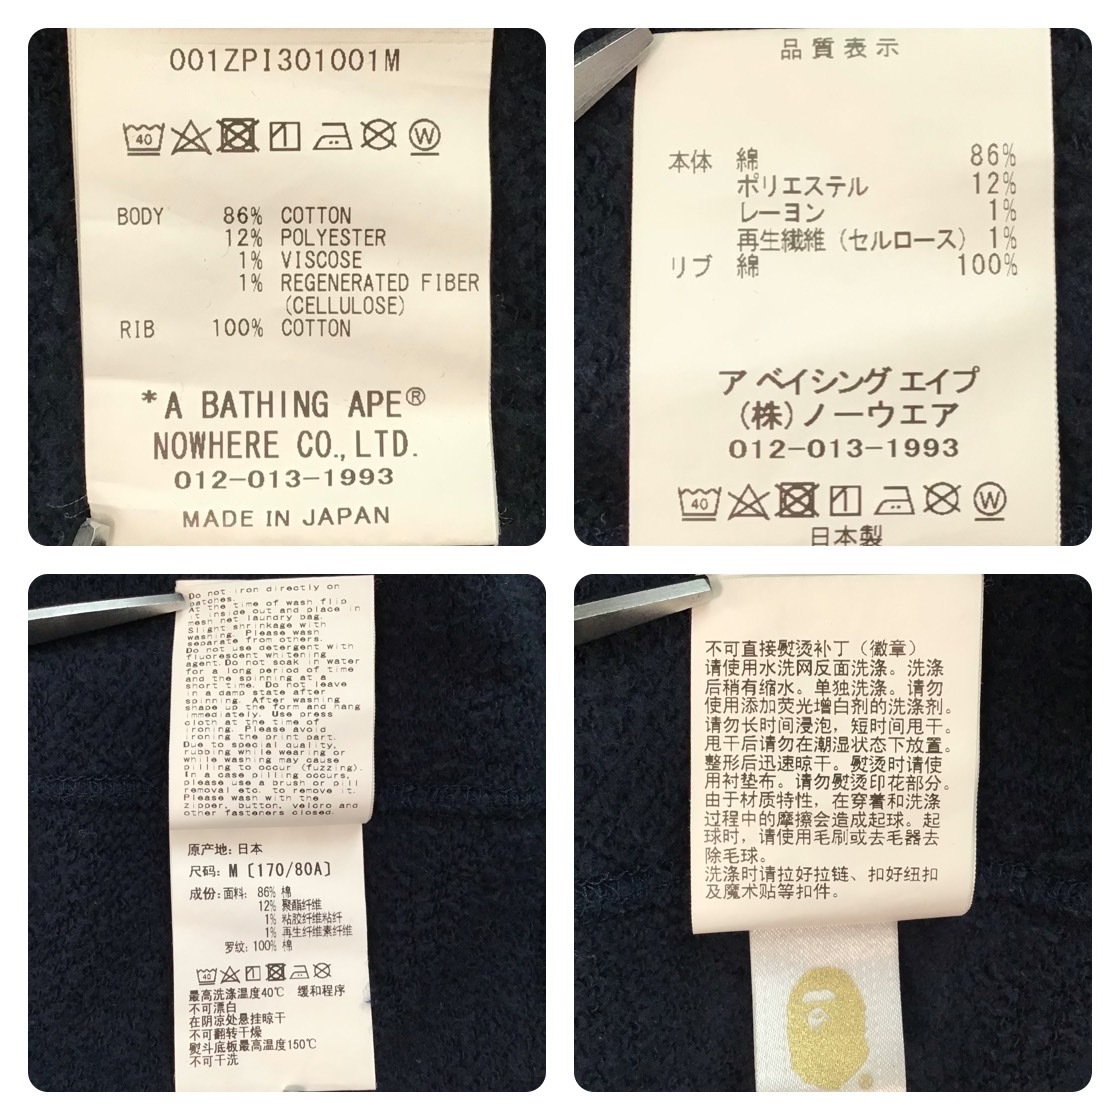 001ZPI301001M
40
W
BODY 86% COTTON
12% POLYESTER
1% VISCOSE
1% REGENERATED FIBER
(CELLULOSE)
RIB 100% COTTON
*A BATHING APE®
NOWHERE CO.,LTD.
012-013-1993
MADE IN JAPAN
品質表示
本体 綿 86%
ポリエステル 12%
レーヨン 1%
再生繊維(セルロース) 1%
リブ 綿 100%
ア ベイシング エイプ
(株)ノーウエア
012-013-1993
40
W
日本製
Do not iron directly on
patches.
At the time of wash flip
it inside out and place in
mesh net laundry bag.
Slight shrinkage with
washing. Please wash
separate from others.
Do not use detergent with
fluorescent whitening
agent.Do not soak in water
for a long period of time
and the spinning at a
short time. Do not leave
in a damp state after
spinning. After washing
shape up the form and hang
immediately. Use press
cloth at the time of
ironing. Please avoid
ironing the print part.
Due to special quality,
rubbing while wearing or
while washing may cause
pilling to occur (fuzzing).
In a case pilling occurs,
please use a brush or pill
removal etc. to remove it.
Please wash with the
zipper, button, velcro and
other fasteners closed.
原产地: 日本
尺码: M [170/80A]
成份: 面料: 86% 棉
12% 聚酯纤维
1% 粘胶纤维粘纤
1% 再生纤维素纤维
罗纹: 100% 棉
40
最高洗涤温度40℃ 缓和程序
不可漂白
在阴凉处悬挂晾干
不可翻转干燥
熨斗底板最高温度150℃
不可干洗
不可直接熨烫补丁（徽章）
请使用水洗网反面洗涤。洗涤
后稍有缩水。单独洗涤。请勿
使用添加荧光增白剂的洗涤剂。
请勿长时间浸泡，短时间甩干。
甩干后请勿在潮湿状态下放置。
整形后迅速晾干。熨烫时请使
用衬垫布。请勿熨烫印花部分。
由于材质特性，在穿着和洗涤
过程中的摩擦会造成起球。起
球时，请使用毛刷或去毛器去
除毛球。
洗涤时请拉好拉链、扣好纽扣
及魔术贴等扣件。
®